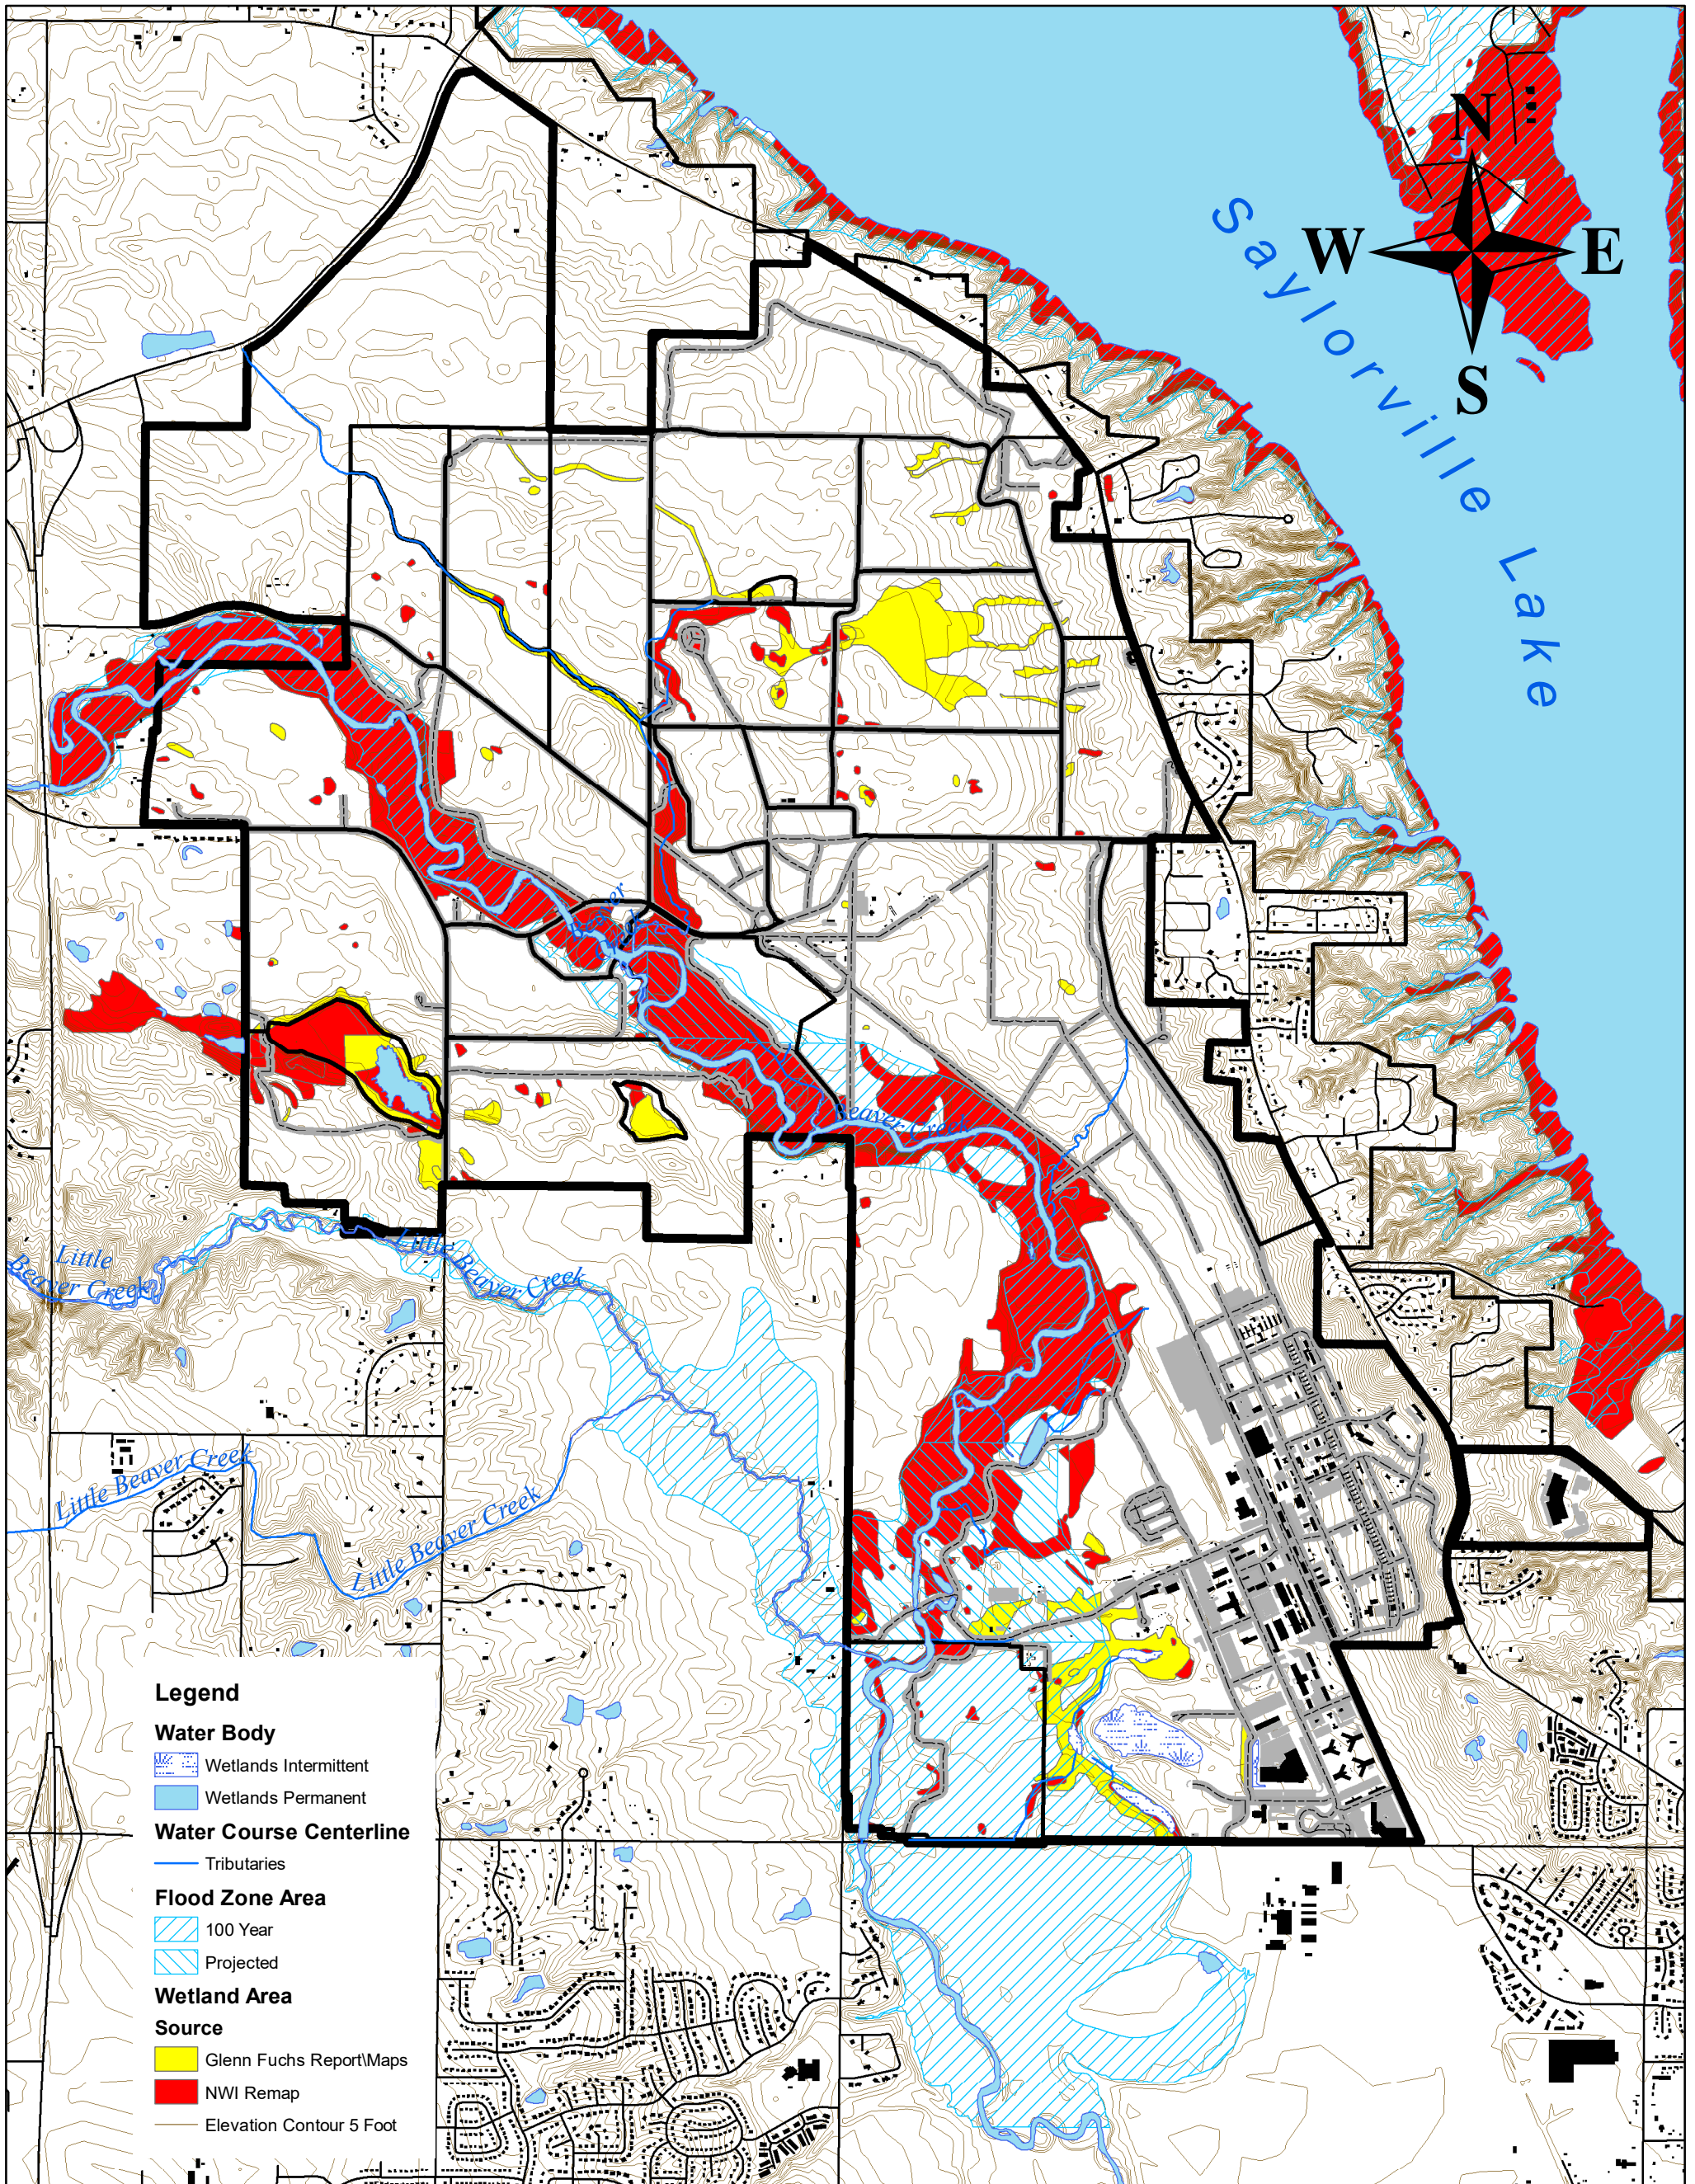 N
W
E
S
Saylorville Lake
Beaver
Beaver Creek
Little
Beaver Creek
Little Beaver Creek
Little Beaver Creek
Little Beaver Creek
Legend
Water Body
Wetlands Intermittent
Wetlands Permanent
Water Course Centerline
Tributaries
Flood Zone Area
100 Year
Projected
Wetland Area
Source
Glenn Fuchs Report\Maps
NWI Remap
Elevation Contour 5 Foot